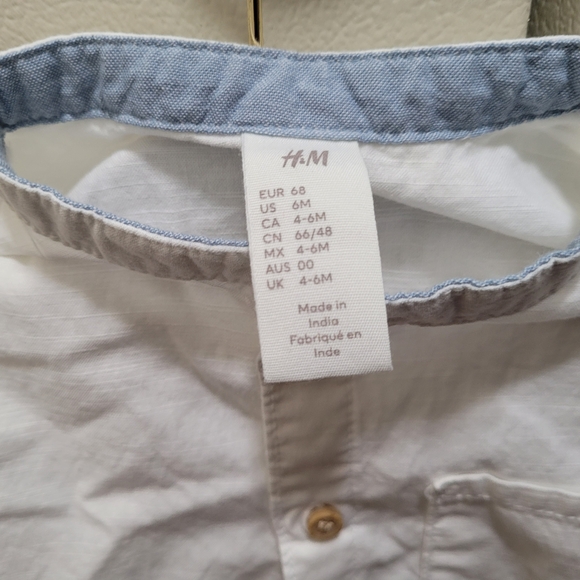 H&M
EUR 68
US 6M
CA 4-6M
CN 66/48
MX 4-6M
AUS 00
UK 4-6M
Made in
India
Fabriqué en
Inde